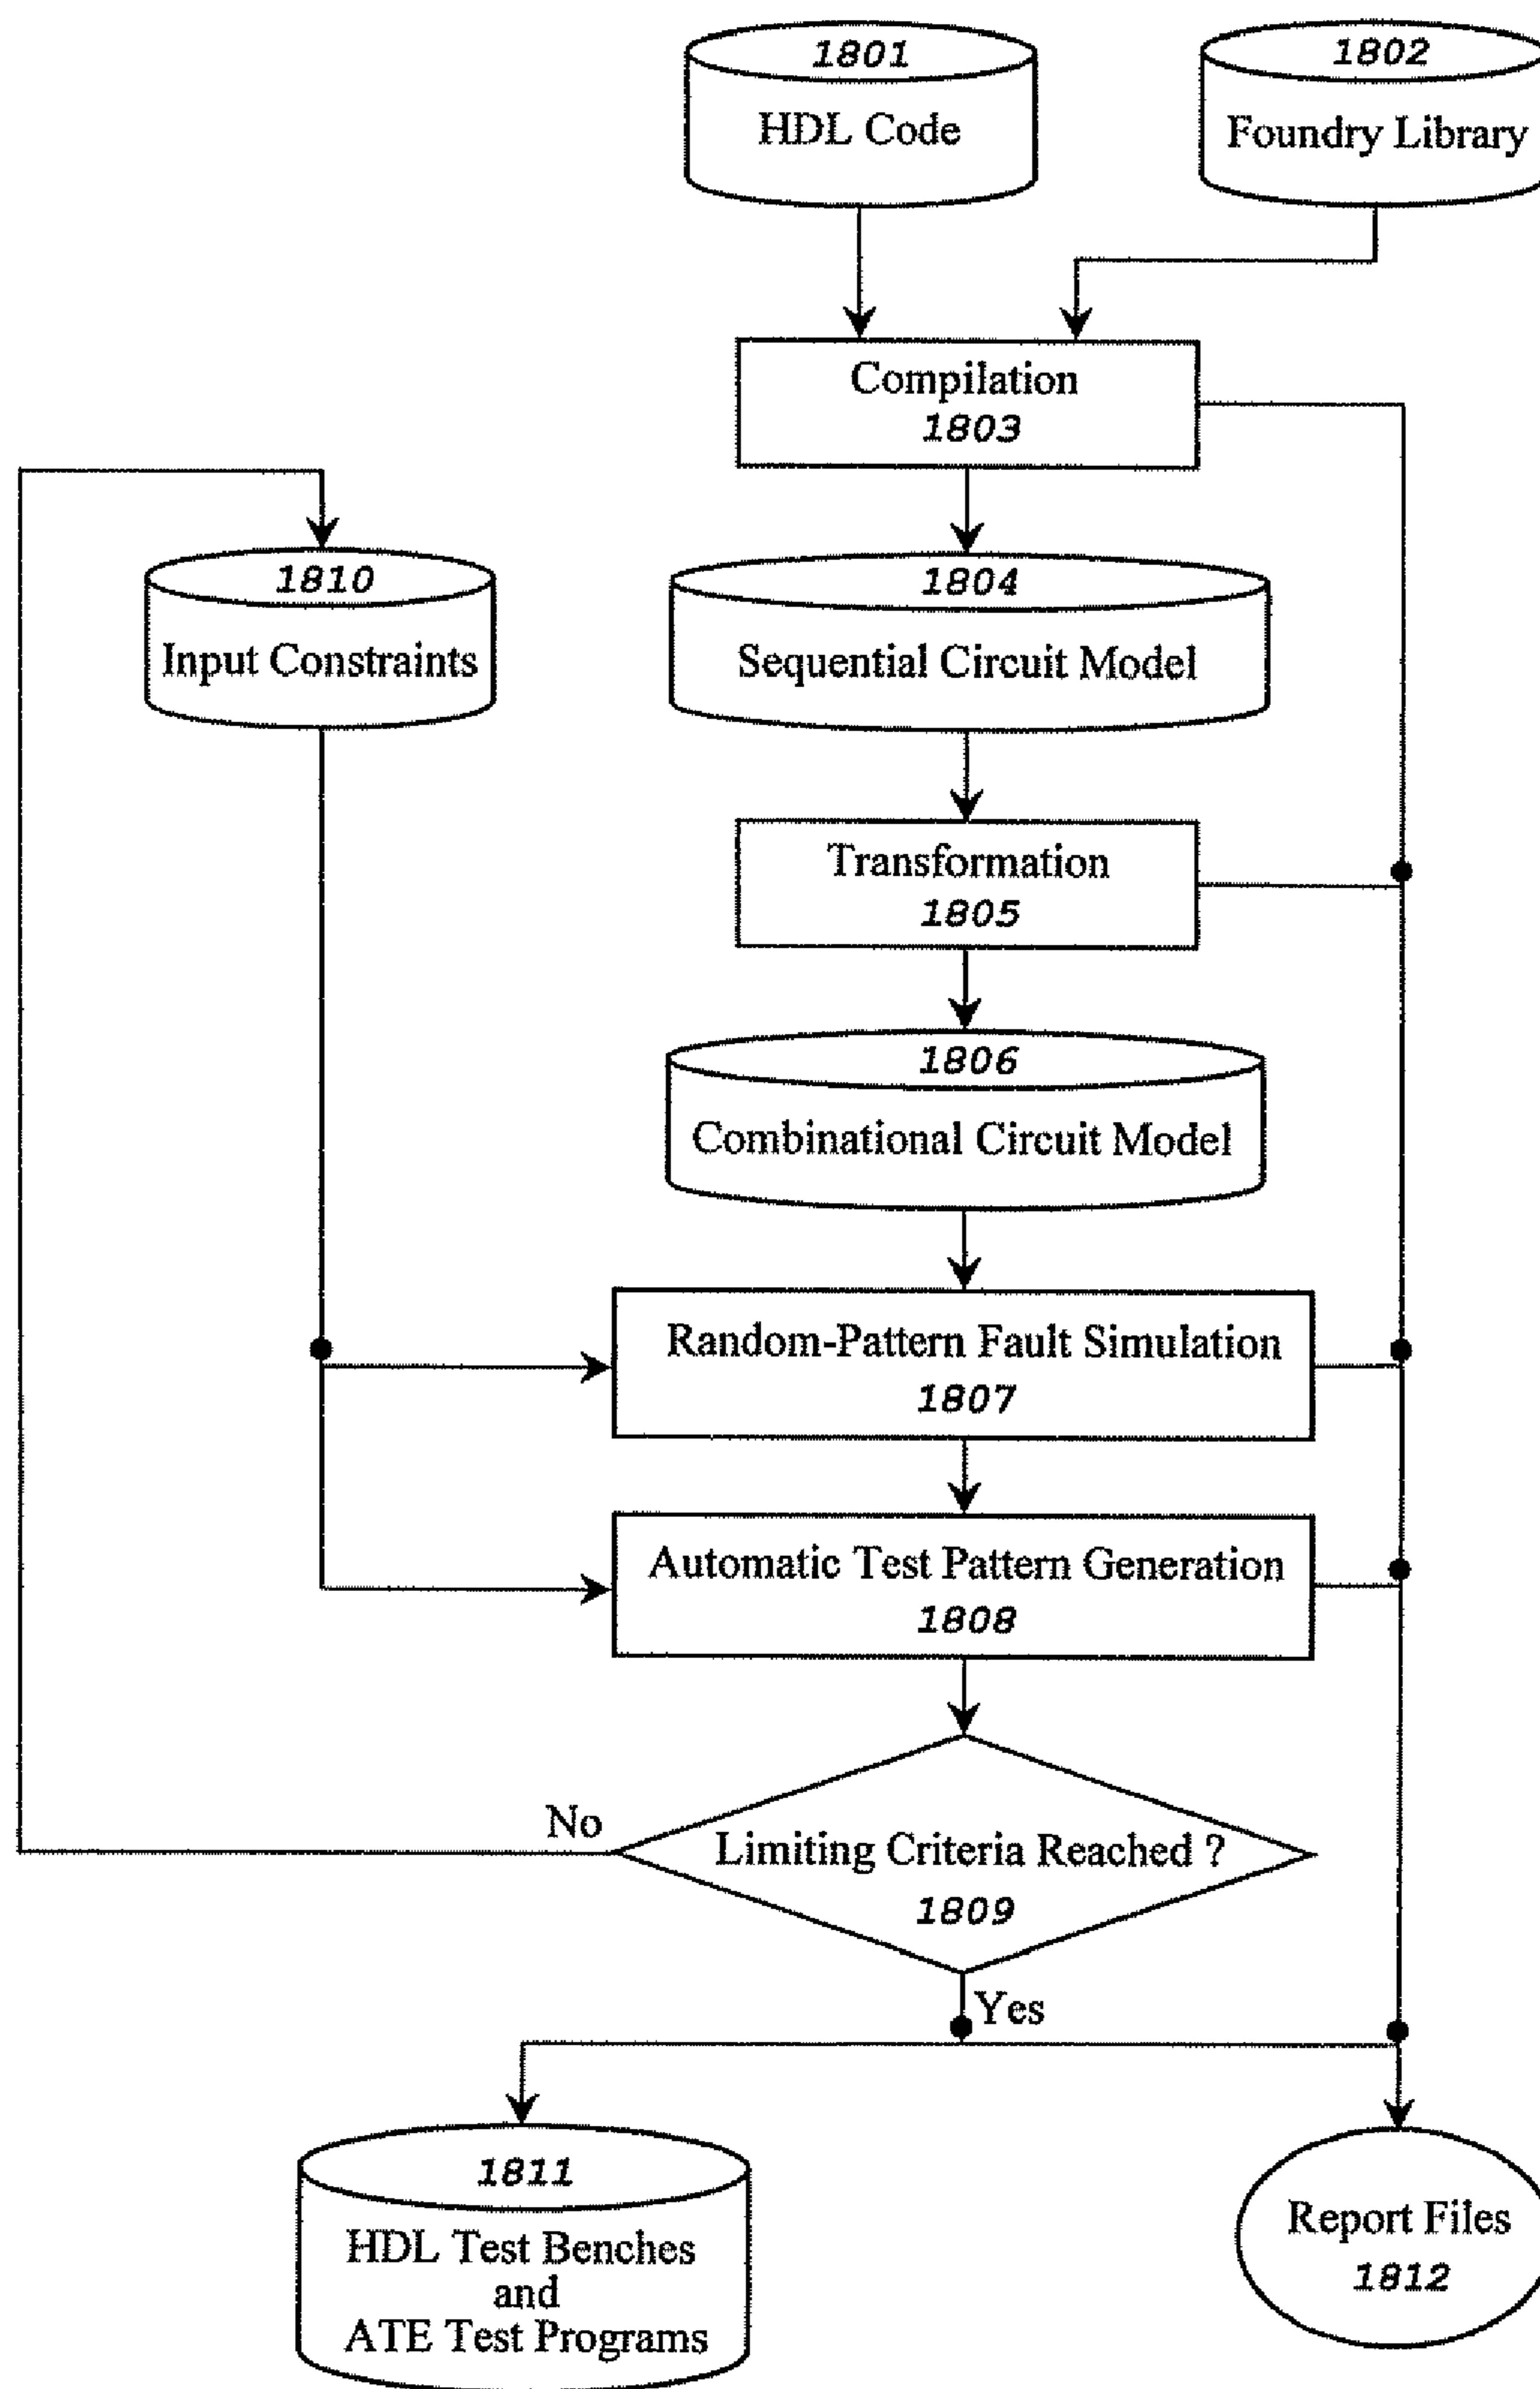 1801
HDL Code
1802
Foundry Library
Compilation
1803
1810
Input Constraints
1804
Sequential Circuit Model
Transformation
1805
1806
Combinational Circuit Model
Random-Pattern Fault Simulation
1807
Automatic Test Pattern Generation
1808
No
Limiting Criteria Reached ?
1809
Yes
1811
HDL Test Benches
and
ATE Test Programs
Report Files
1812